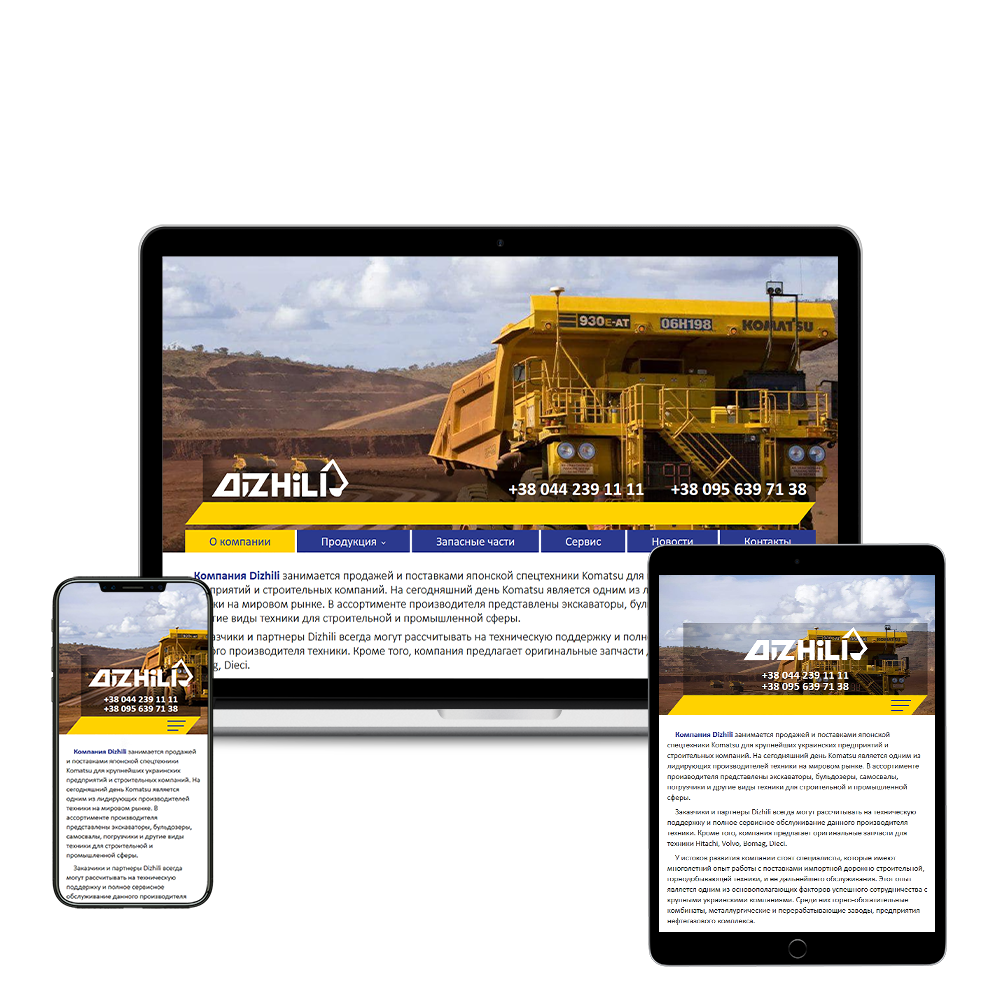 930E-AT
06H198
KOMATSU
DiZHiLi
+38 044 239 11 11
+38 095 639 71 38
О компании
Продукция
Запасные части
Сервис
Новости
Контакты
Компания Dizhili занимается продажей и поставками японской спецтехники Komatsu для
приятий и строительных компаний. На сегодняшний день Komatsu является одним из
ки на мировом рынке. В ассортименте производителя представлены экскаваторы,
гие виды техники для строительной и промышленной сферы.
азчики и партнеры Dizhili всегда могут рассчитывать на техническую поддержку и
го производителя техники. Кроме того, компания предлагает оригинальные запчасти
g, Dieci.
DiZHiLi
+38 044 239 11 11
+38 095 639 71 38
Компания Dizhili занимается продажей
и поставками японской спецтехники
Komatsu для крупнейших украинских
предприятий и строительных компаний. На
сегодняшний день Komatsu является
одним из лидирующих производителей
техники на мировом рынке. В
ассортименте производителя
представлены экскаваторы, бульдозеры,
самосвалы, погрузчики и другие виды
техники для строительной и
промышленной сферы.
Заказчики и партнеры Dizhili всегда
могут рассчитывать на техническую
поддержку и полное сервисное
обслуживание данного производителя
DiZHiLi
+38 044 239 11 11
+38 095 639 71 38
Компания Dizhili занимается продажей и поставками японской
спецтехники Komatsu для крупнейших украинских предприятий и
строительных компаний. На сегодняшний день Komatsu является одним из
лидирующих производителей техники на мировом рынке. В ассортименте
производителя представлены экскаваторы, бульдозеры, самосвалы,
погрузчики и другие виды техники для строительной и промышленной
сферы.
Заказчики и партнеры Dizhili всегда могут рассчитывать на техническую
поддержку и полное сервисное обслуживание данного производителя
техники. Кроме того, компания предлагает оригинальные запчасти для
техники Hitachi, Volvo, Bomag, Dieci.
У истоков развития компании стоят специалисты, которые имеют
многолетний опыт работы с поставками импортной дорожно строительной,
горнодобывающей техники, и ее дальнейшего обслуживания. Этот опыт
является одним из основополагающих факторов успешного сотрудничества с
крупными украинскими компаниями. Среди них горно-обогатительные
комбинаты, металлургические и перерабатывающие заводы, предприятия
нефтегазового комплекса.